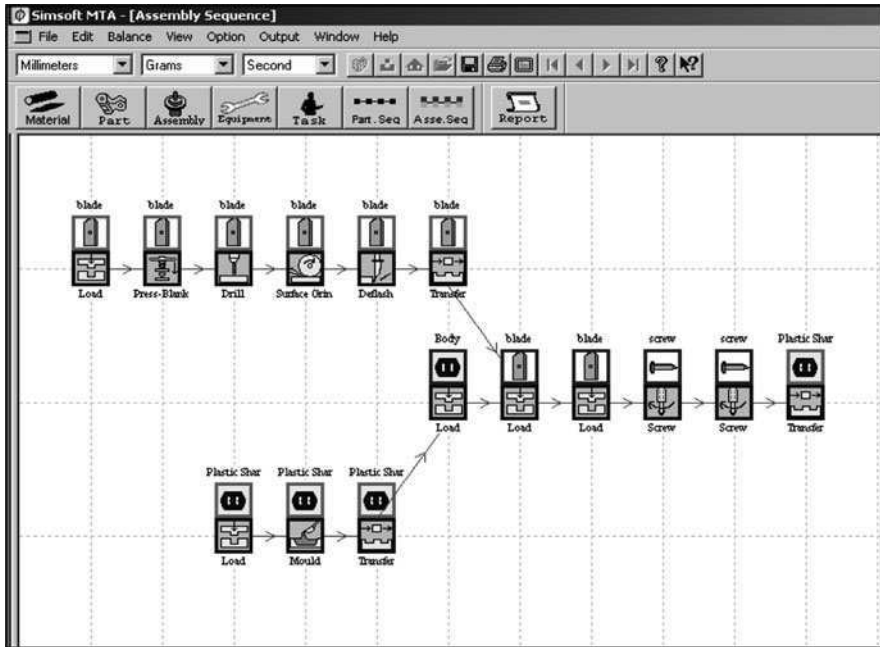 Simsoft MTA - [Assembly Sequence]
File Edit Balance View Option Output Window Help
Millimeters Grams Second
Material Part Assembly Equipment Task Part.Seq Asse.Seq Report
blade blade blade blade blade blade
Load Press-Blank Drill Surface Grin Deflash Transfer
Body blade blade screw screw Plastic Shar
Load Load Load Screw Screw Transfer
Plastic Shar Plastic Shar Plastic Shar
Load Mould Transfer